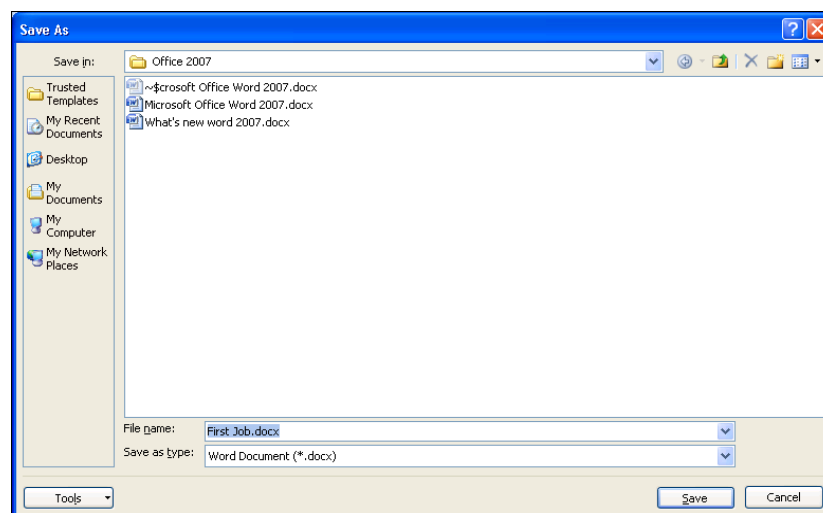 Save As
Save in:
Office 2007
Trusted
Templates
My Recent
Documents
Desktop
My
Documents
My
Computer
My Network
Places
~$crosoft Office Word 2007.docx
Microsoft Office Word 2007.docx
What's new word 2007.docx
File name:
First Job.docx
Save as type:
Word Document (*.docx)
Tools
Save
Cancel